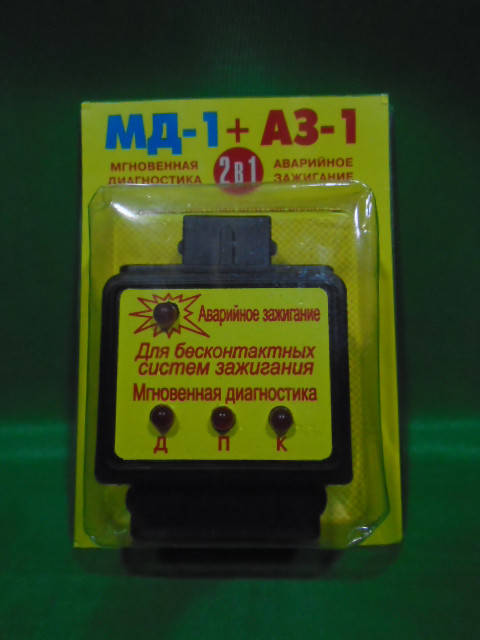 МД-1 + АЗ-1
МГНОВЕННАЯ
ДИАГНОСТИКА
2 в 1
АВАРИЙНОЕ
ЗАЖИГАНИЕ
Аварийное зажигание
Для бесконтактных
систем зажигания
Мгновенная диагностика
Д П К